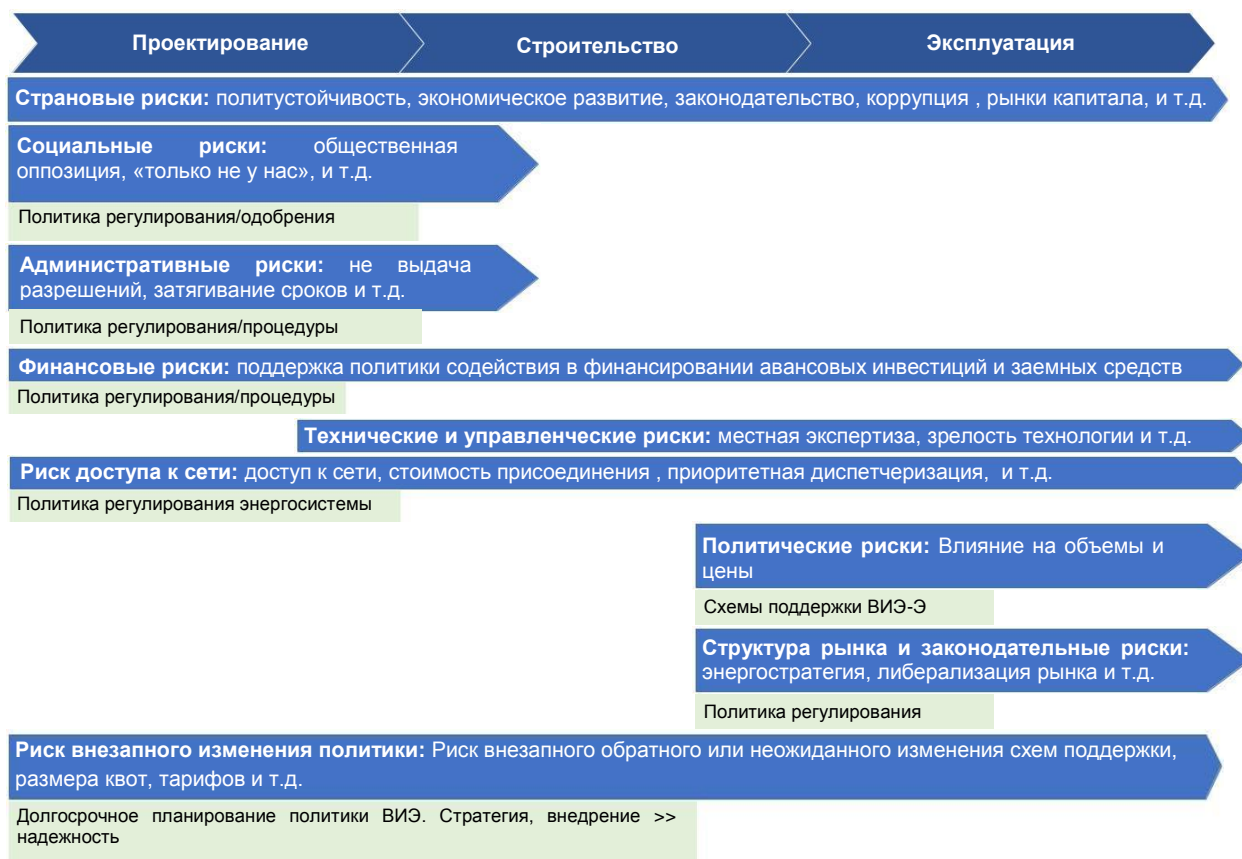 Проектирование
Строительство
Эксплуатация
Страновые риски: политустойчивость, экономическое развитие, законодательство, коррупция , рынки капитала, и т.д.
Социальные риски: общественная
оппозиция, «только не у нас», и т.д.
Политика регулирования/одобрения
Административные риски: не выдача
разрешений, затягивание сроков и т.д.
Политика регулирования/процедуры
Финансовые риски: поддержка политики содействия в финансировании авансовых инвестиций и заемных средств
Политика регулирования/процедуры
Технические и управленческие риски: местная экспертиза, зрелость технологии и т.д.
Риск доступа к сети: доступ к сети, стоимость присоединения , приоритетная диспетчеризация, и т.д.
Политика регулирования энергосистемы
Политические риски: Влияние на объемы и
цены
Схемы поддержки ВИЭ-Э
Структура рынка и законодательные риски:
энергостратегия, либерализация рынка и т.д.
Политика регулирования
Риск внезапного изменения политики: Риск внезапного обратного или неожиданного изменения схем поддержки,
размера квот, тарифов и т.д.
Долгосрочное планирование политики ВИЭ. Стратегия, внедрение >>
надежность